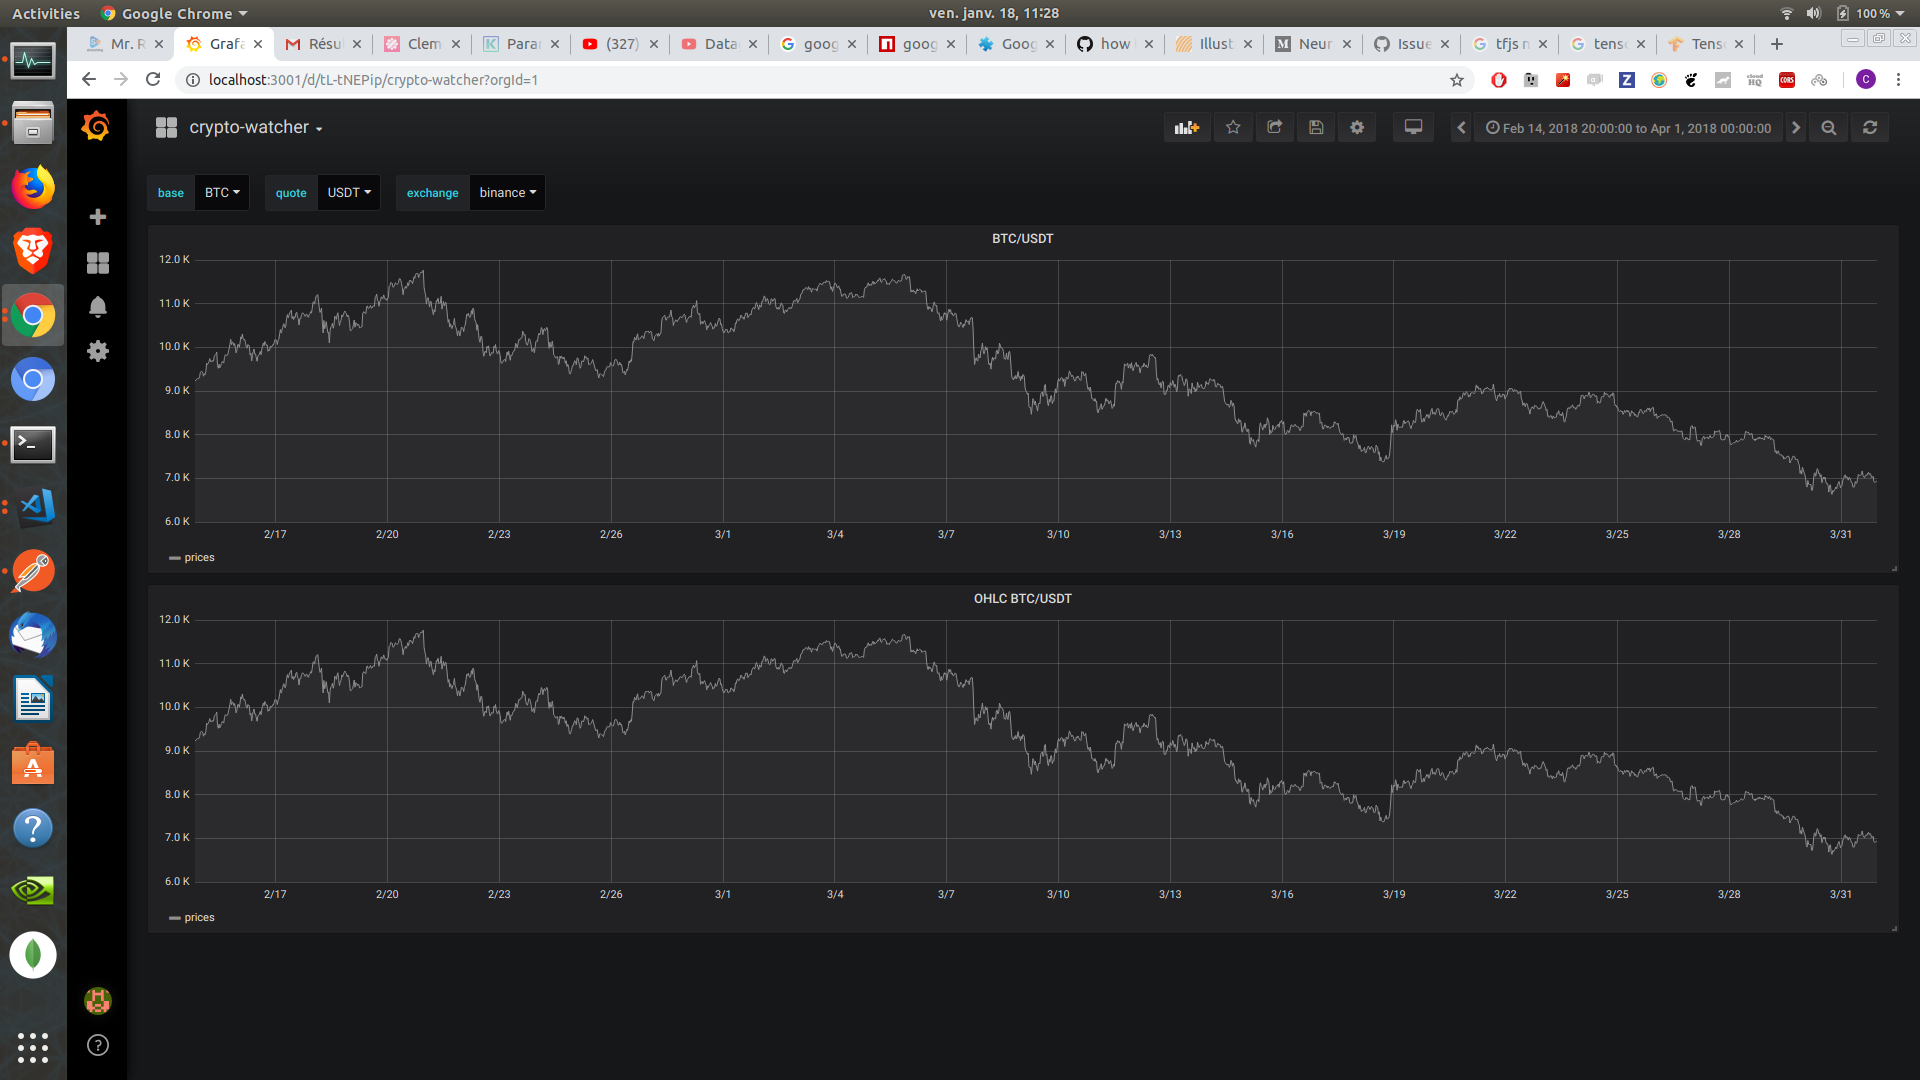 Activities Google Chrome ven. janv. 18, 11:28 100 %
Mr. R Grafa Résul Clem Parar (327) Data goog goog Goog how Illust Neur Issue tfjs n tens Tens
localhost:3001/d/tL-tNEPip/crypto-watcher?orgId=1
crypto-watcher Feb 14, 2018 20:00:00 to Apr 1, 2018 00:00:00
base BTC quote USDT exchange binance
BTC/USDT
12.0 K
11.0 K
10.0 K
9.0 K
8.0 K
7.0 K
6.0 K
2/17 2/20 2/23 2/26 3/1 3/4 3/7 3/10 3/13 3/16 3/19 3/22 3/25 3/28 3/31
prices
OHLC BTC/USDT
12.0 K
11.0 K
10.0 K
9.0 K
8.0 K
7.0 K
6.0 K
2/17 2/20 2/23 2/26 3/1 3/4 3/7 3/10 3/13 3/16 3/19 3/22 3/25 3/28 3/31
prices